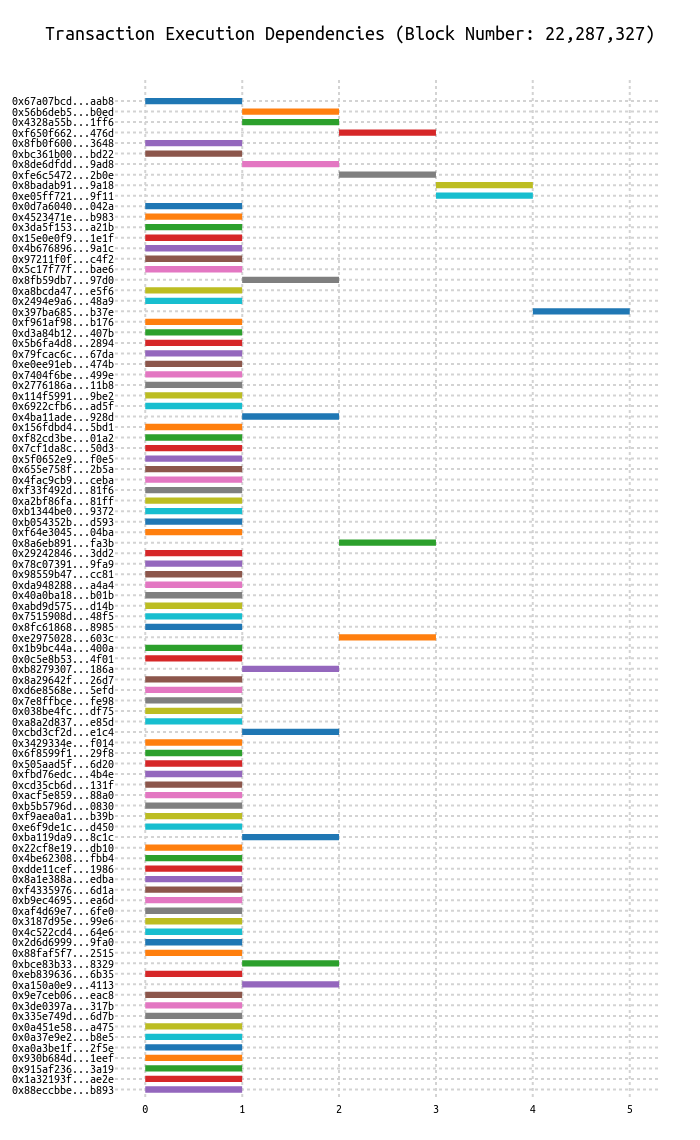 Transaction Execution Dependencies (Block Number: 22,287,327)
0x67a07bcd...aab8
0x56b6deb5...b0ed
0x4328a55b...1ff6
0xf650f662...476d
0x8fb0f600...3648
0xbc361b00...bd22
0x8de6dfdd...9ad8
0xfe6c5472...2b0e
0x8badab91...9a18
0xe05ff721...9f11
0x0d7a6040...042a
0x4523471e...b983
0x3da5f153...a21b
0x15e0e0f9...1e1f
0x4b676896...9a1c
0x97211f0f...c4f2
0x5c17f77f...bae6
0x8fb59db7...97d0
0xa8bcda47...e5f6
0x2494e9a6...48a9
0x397ba685...b37e
0xf961af98...b176
0xd3a84b12...407b
0x5b6fa4d8...2894
0x79fcac6c...67da
0xe0ee91eb...474b
0x7404f6be...499e
0x2776186a...11b8
0x114f5991...9be2
0x6922cfb6...ad5f
0x4ba11ade...928d
0x156fdbd4...5bd1
0xf82cd3be...01a2
0x7cf1da8c...50d3
0x5f0652e9...f0e5
0x655e758f...2b5a
0x4fac9cb9...ceba
0xf33f492d...81f6
0xa2bf86fa...81ff
0xb1344be0...9372
0xb054352b...d593
0xf64e3045...04ba
0x8a6eb891...fa3b
0x29242846...3dd2
0x78c07391...9fa9
0x98559b47...cc81
0xda948288...a4a4
0x40a0ba18...b01b
0xabd9d575...d14b
0x7515908d...48f5
0x8fc61868...8985
0xe2975028...603c
0x1b9bc44a...400a
0x0c5e8b53...4f01
0xb8279307...186a
0x8a29642f...26d7
0xd6e8568e...5efd
0x7e8ffbce...fe98
0x038be4fc...df75
0xa8a2d837...e85d
0xcbd3cf2d...e1c4
0x3429334e...f014
0x6f8599f1...29f8
0x505aad5f...6d20
0xfbd76edc...4b4e
0xcd35cb6d...131f
0xacf5e859...88a0
0xb5b5796d...0830
0xf9aea0a1...b39b
0xe6f9de1c...d450
0xba119da9...8c1c
0x22cf8e19...db10
0x4be62308...fbb4
0xdde11cef...1986
0x8a1e388a...edba
0xf4335976...6d1a
0xb9ec4695...ea6d
0xaf4d69e7...6fe0
0x3187d95e...99e6
0x4c522cd4...64e6
0x2d6d6999...9fa0
0x88faf5f7...2515
0xbce83b33...8329
0xeb839636...6b35
0xa150a0e9...4113
0x9e7ceb06...eac8
0x3de0397a...317b
0x335e749d...6d7b
0x0a451e58...a475
0x0a37e9e2...b8e5
0xa0a3be1f...2f5e
0x930b684d...1eef
0x915af236...3a19
0x1a32193f...ae2e
0x88eccbbe...b893
0 1 2 3 4 5